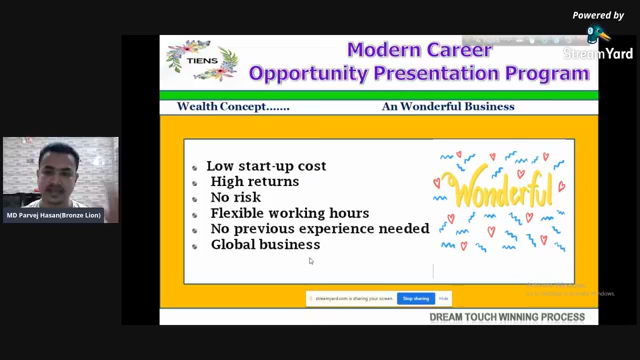 Powered by
StreamYard
TIENS
Modern Career
Opportunity Presentation Program
Wealth Concept.......
An Wonderful Business
Low start-up cost
High returns
No risk
Flexible working hours
No previous experience needed
Global business
Wonderful
MD Parvej Hasan(Bronze Lion)
streamyard.com is sharing your screen.
Stop sharing
Hide
DREAM TOUCH WINNING PROCESS